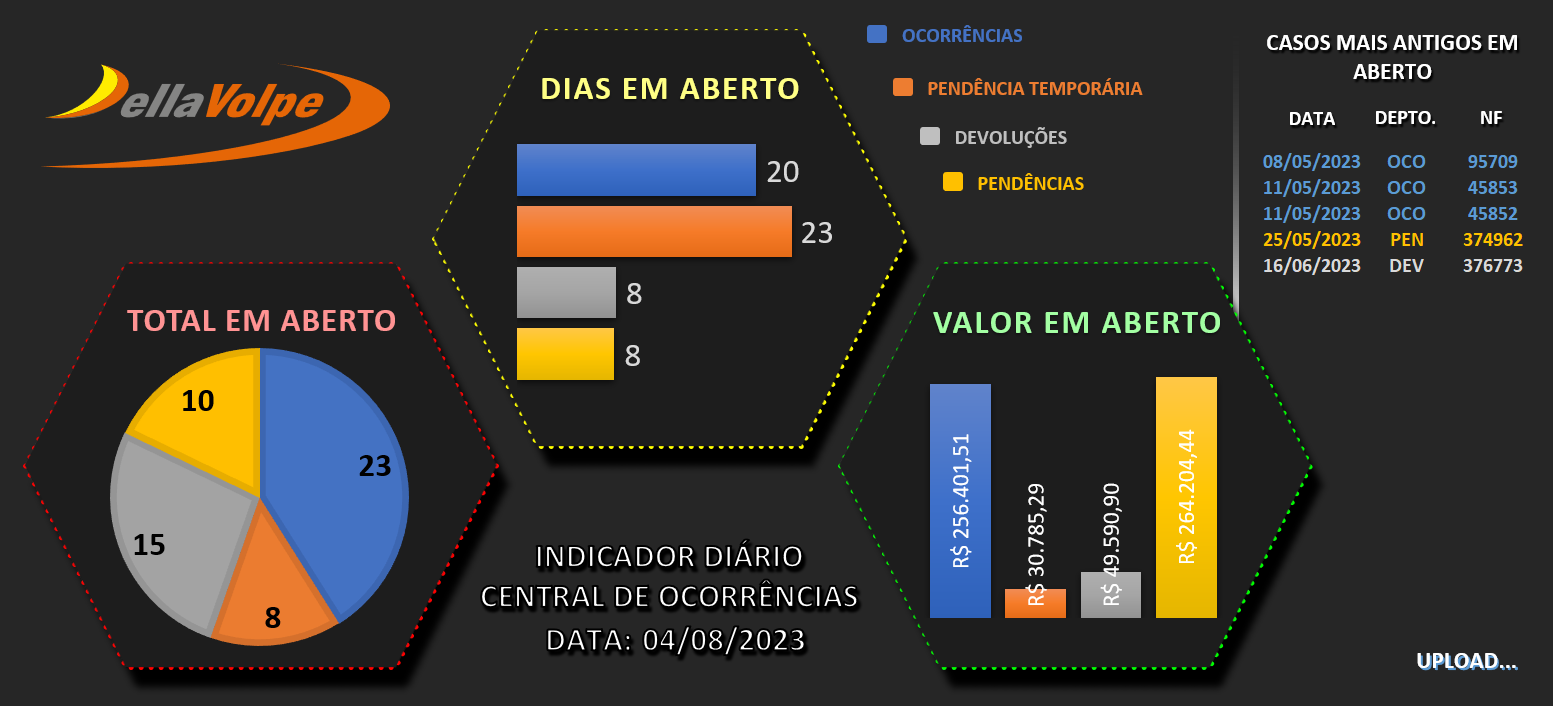 DellaVolpe
DIAS EM ABERTO
20
23
8
8
OCORRÊNCIAS
PENDÊNCIA TEMPORÁRIA
DEVOLUÇÕES
PENDÊNCIAS
CASOS MAIS ANTIGOS EM
ABERTO
DATA DEPTO. NF
08/05/2023 OCO 95709
11/05/2023 OCO 45853
11/05/2023 OCO 45852
25/05/2023 PEN 374962
16/06/2023 DEV 376773
TOTAL EM ABERTO
10
23
15
8
INDICADOR DIÁRIO
CENTRAL DE OCORRÊNCIAS
DATA: 04/08/2023
VALOR EM ABERTO
R$ 256.401,51
R$ 30.785,29
R$ 49.590,90
R$ 264.204,44
UPLOAD...